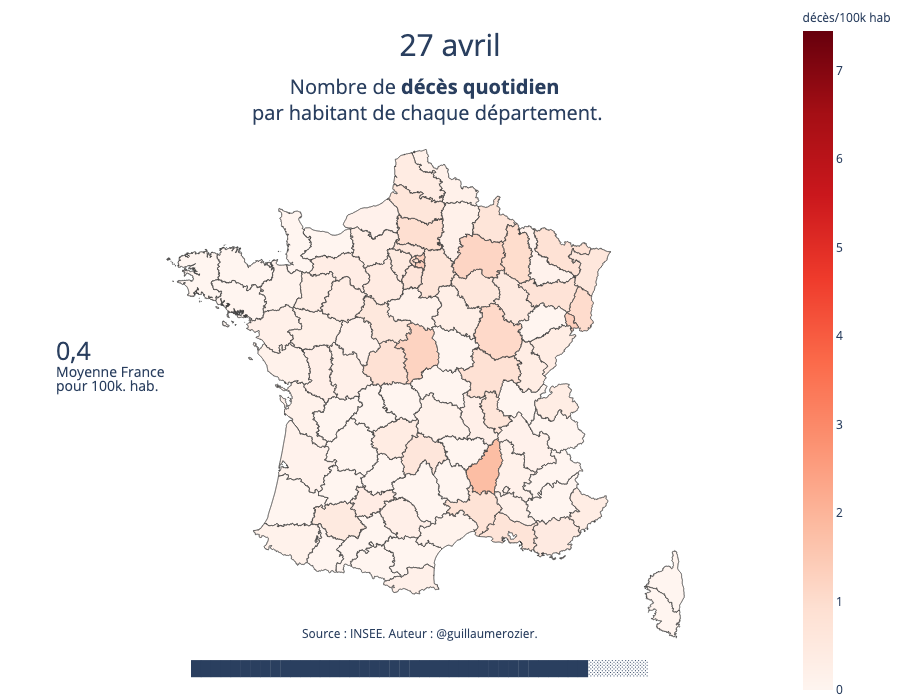 décès/100k hab
27 avril
Nombre de décès quotidien
par habitant de chaque département.
7
6
5
4
3
2
1
0
0,4
Moyenne France
pour 100k. hab.
Source : INSEE. Auteur : @guillaumerozier.